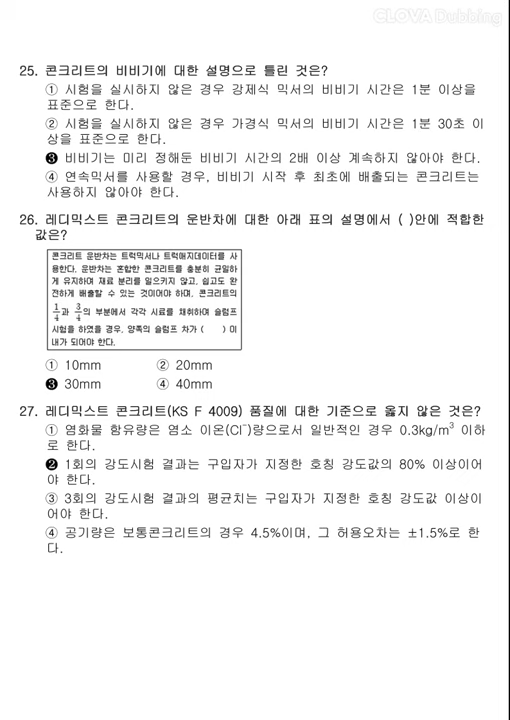 CLOVA Dubbing
25. 콘크리트의 비비기에 대한 설명으로 틀린 것은?
① 시험을 실시하지 않은 경우 강제식 믹서의 비비기 시간은 1분 이상을
표준으로 한다.
② 시험을 실시하지 않은 경우 가경식 믹서의 비비기 시간은 1분 30초 이
상을 표준으로 한다.
❸ 비비기는 미리 정해둔 비비기 시간의 2배 이상 계속하지 않아야 한다.
④ 연속믹서를 사용할 경우, 비비기 시작 후 최초에 배출되는 콘크리트는
사용하지 않아야 한다.
26. 레디믹스트 콘크리트의 운반차에 대한 아래 표의 설명에서 ( )안에 적합한
값은?
콘크리트 운반차는 트럭믹서나 트럭애지데이터를 사
용한다. 운반차는 혼합한 콘크리트를 충분히 균일하
게 유지하며 재료 분리를 일으키지 않고, 쉽고도 완
전하게 배출할 수 있는 것이어야 하며, 콘크리트의
1/4과 3/4의 부분에서 각각 시료를 채취하여 슬럼프
시험을 하였을 경우, 양쪽의 슬럼프 차가 ( ) 이
내가 되어야 한다.
① 10mm ② 20mm
❸ 30mm ④ 40mm
27. 레디믹스트 콘크리트(KS F 4009) 품질에 대한 기준으로 옳지 않은 것은?
① 염화물 함유량은 염소 이온(Cl⁻)량으로서 일반적인 경우 0.3kg/m³ 이하
로 한다.
❷ 1회의 강도시험 결과는 구입자가 지정한 호칭 강도값의 80% 이상이어
야 한다.
③ 3회의 강도시험 결과의 평균치는 구입자가 지정한 호칭 강도값 이상이
어야 한다.
④ 공기량은 보통콘크리트의 경우 4.5%이며, 그 허용오차는 ±1.5%로 한
다.